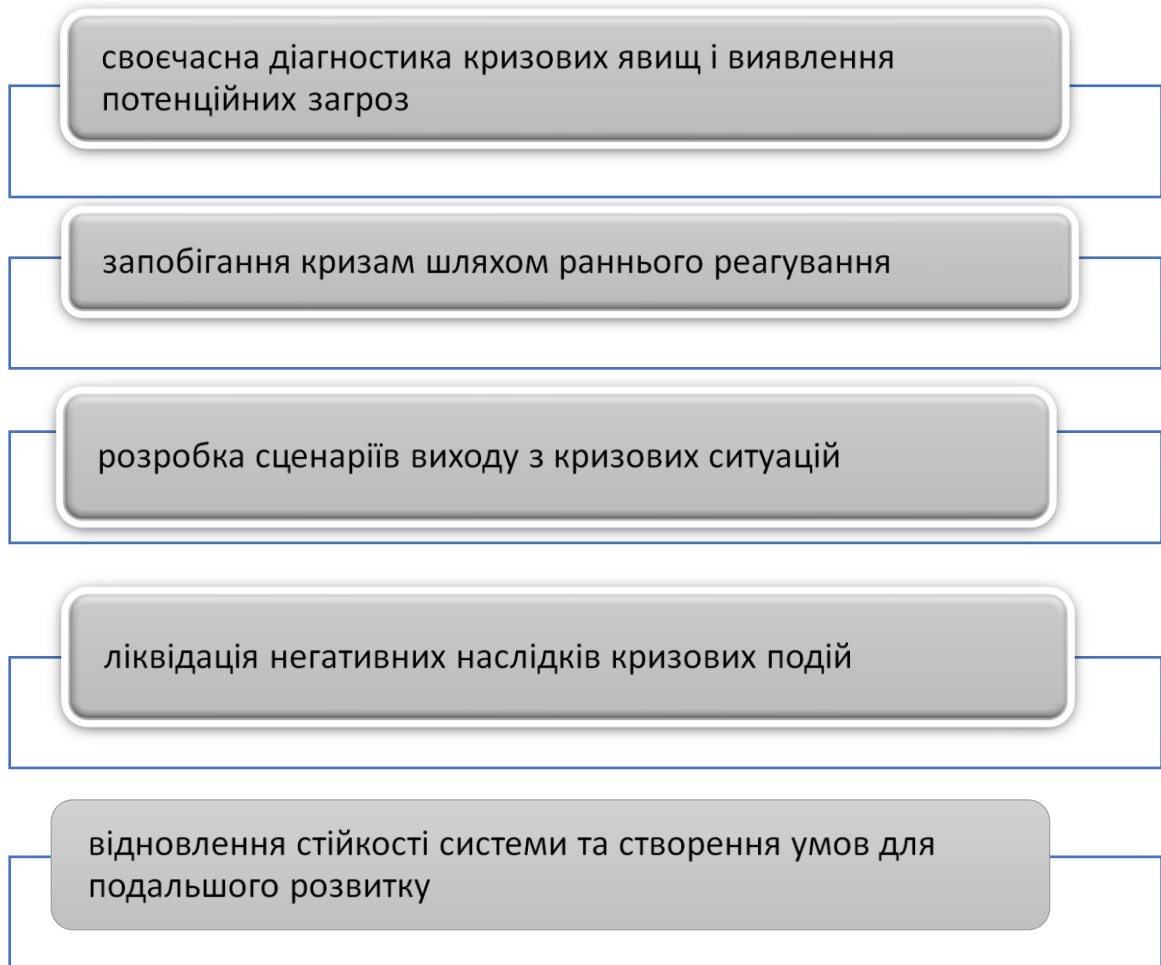 своєчасна діагностика кризових явищ і виявлення
потенційних загроз
запобігання кризам шляхом раннього реагування
розробка сценаріїв виходу з кризових ситуацій
ліквідація негативних наслідків кризових подій
відновлення стійкості системи та створення умов для
подальшого розвитку